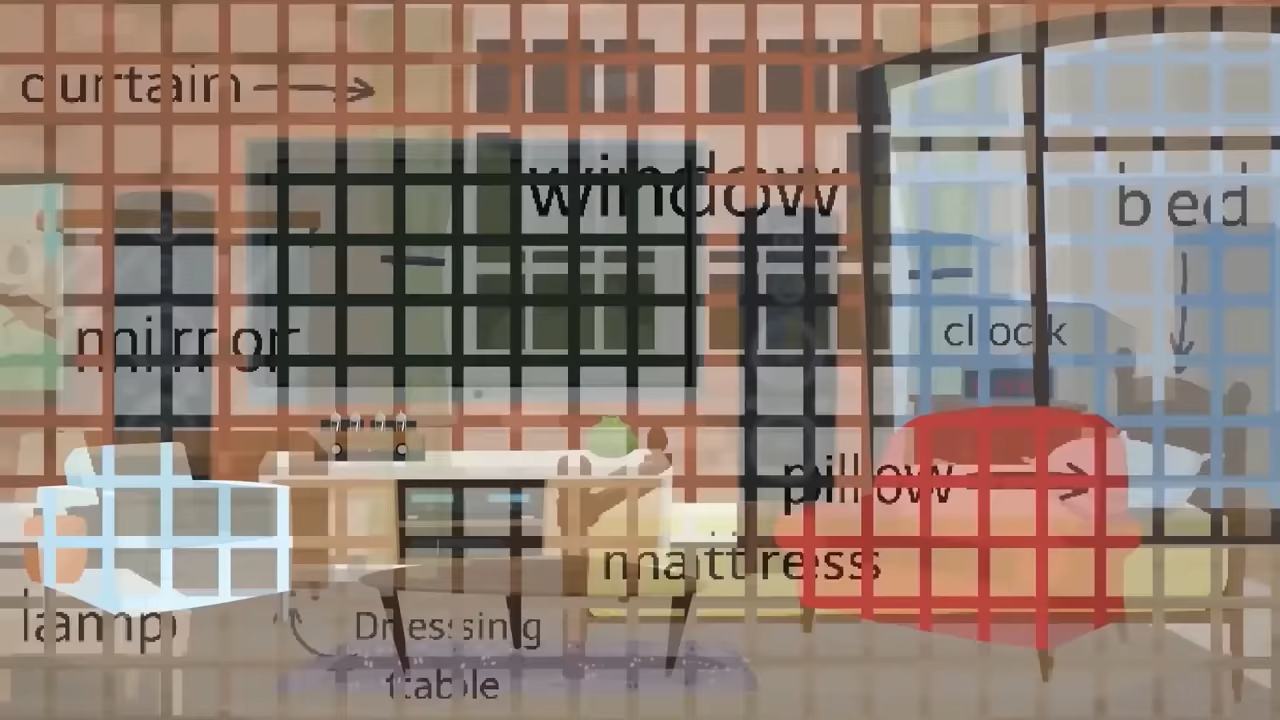 curtain
window
bed
mirror
clock
pillow
mattress
lamp
Dressing
table